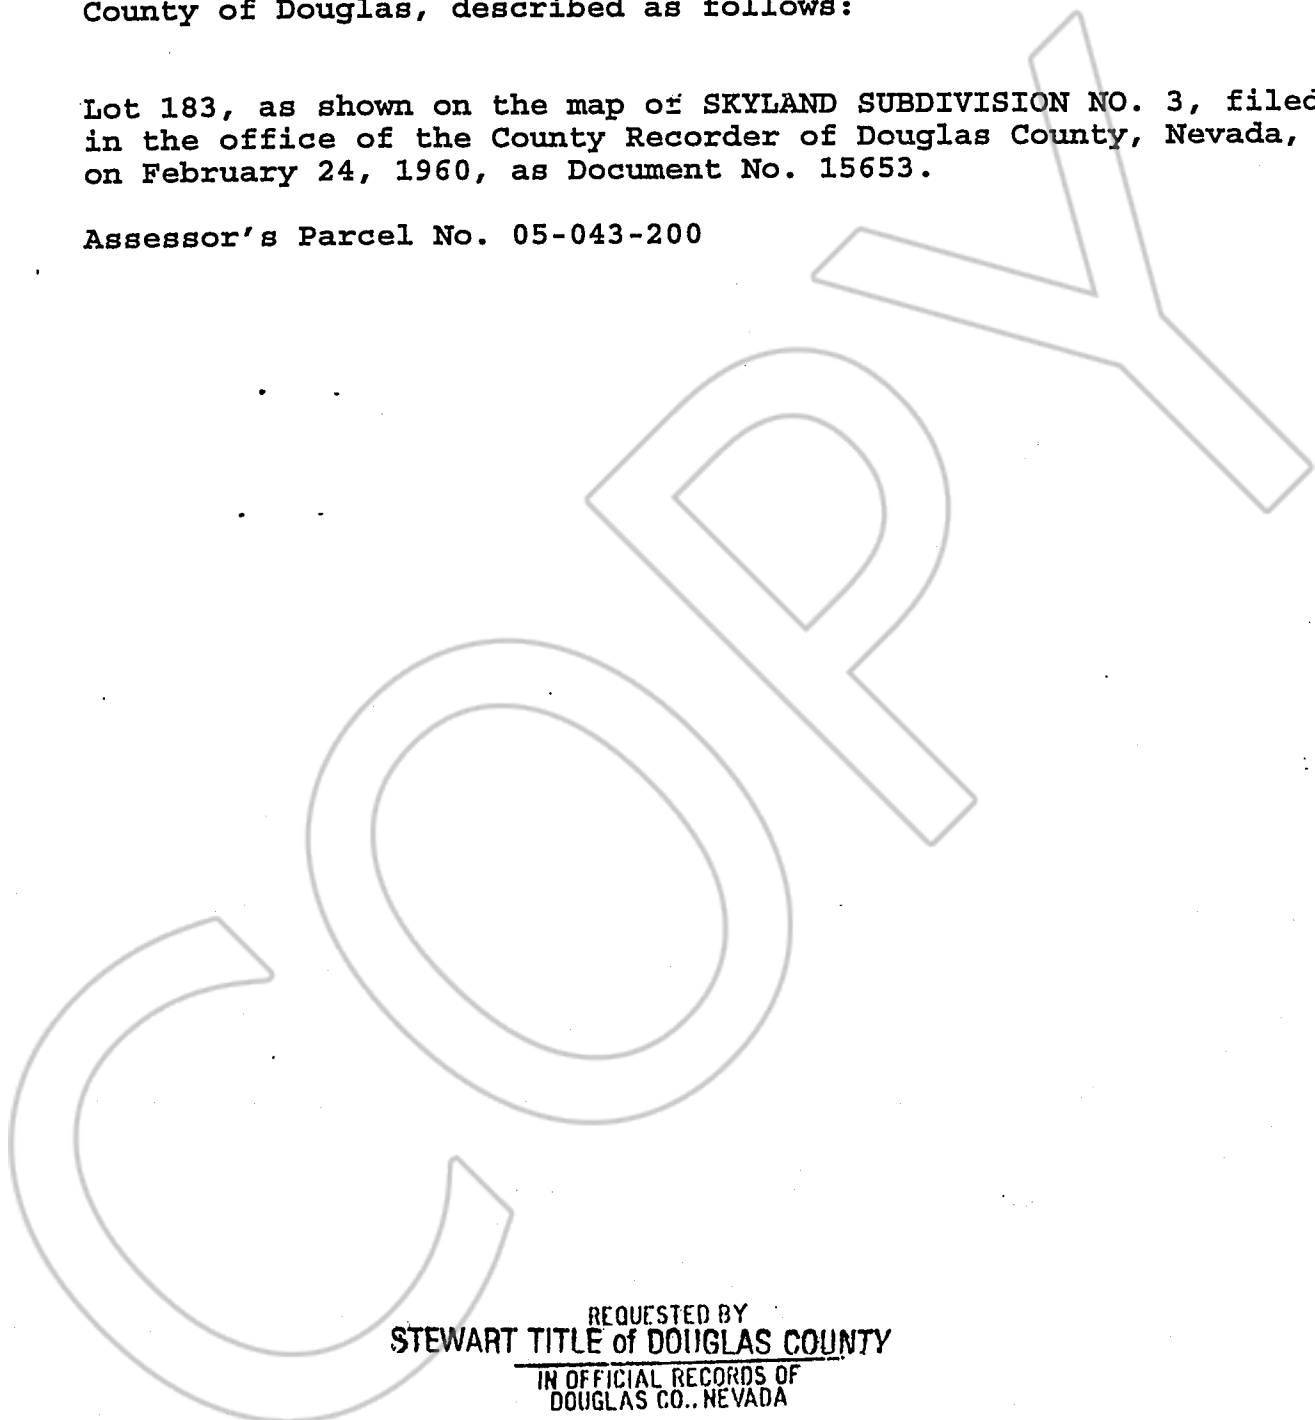 County of Douglas, described as follows:
Lot 183, as shown on the map of SKYLAND SUBDIVISION NO. 3, filed
in the office of the County Recorder of Douglas County, Nevada,
on February 24, 1960, as Document No. 15653.
Assessor's Parcel No. 05-043-200
COPY
REQUESTED BY
STEWART TITLE of DOUGLAS COUNTY
IN OFFICIAL RECORDS OF
DOUGLAS CO., NEVADA